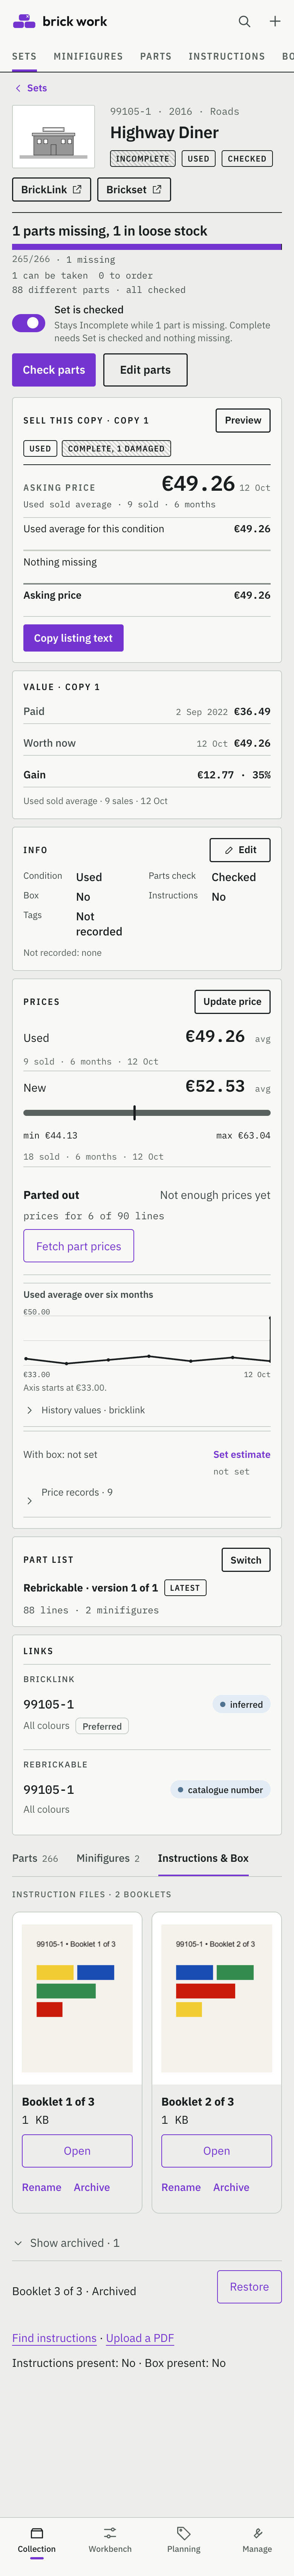 brick work
SETS MINIFIGURES PARTS INSTRUCTIONS BO
Sets
99105-1 · 2016 · Roads
Highway Diner
INCOMPLETE USED CHECKED
BrickLink Brickset
1 parts missing, 1 in loose stock
265/266 · 1 missing
1 can be taken 0 to order
88 different parts · all checked
Set is checked
Stays Incomplete while 1 part is missing. Complete
needs Set is checked and nothing missing.
Check parts Edit parts
SELL THIS COPY · COPY 1 Preview
USED COMPLETE, 1 DAMAGED
ASKING PRICE €49.26 12 Oct
Used sold average · 9 sold · 6 months
Used average for this condition €49.26
Nothing missing
Asking price €49.26
Copy listing text
VALUE · COPY 1
Paid 2 Sep 2022 €36.49
Worth now 12 Oct €49.26
Gain €12.77 · 35%
Used sold average · 9 sales · 12 Oct
INFO Edit
Condition Used Parts check Checked
Box No Instructions No
Tags Not
recorded
Not recorded: none
PRICES Update price
Used €49.26 avg
9 sold · 6 months · 12 Oct
New €52.53 avg
min €44.13 max €63.04
18 sold · 6 months · 12 Oct
Parted out Not enough prices yet
prices for 6 of 90 lines
Fetch part prices
Used average over six months
€50.00
€33.00 12 Oct
Axis starts at €33.00.
History values · bricklink
With box: not set Set estimate
not set
Price records · 9
PART LIST Switch
Rebrickable · version 1 of 1 LATEST
88 lines · 2 minifigures
LINKS
BRICKLINK
99105-1 inferred
All colours Preferred
REBRICKABLE
99105-1 catalogue number
All colours
Parts 266 Minifigures 2 Instructions & Box
INSTRUCTION FILES · 2 BOOKLETS
99105-1 • Booklet 1 of 3 99105-1 • Booklet 2 of 3
Booklet 1 of 3 Booklet 2 of 3
1 KB 1 KB
Open Open
Rename Archive Rename Archive
Show archived · 1
Booklet 3 of 3 · Archived Restore
Find instructions · Upload a PDF
Instructions present: No · Box present: No
Collection Workbench Planning Manage